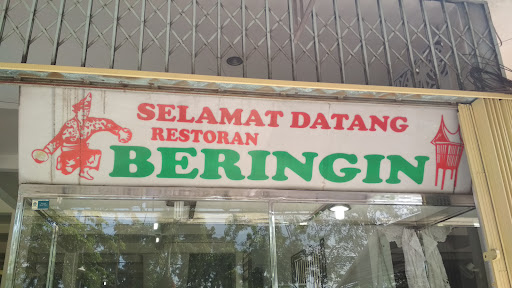 SELAMAT DATANG
RESTORAN
BERINGIN